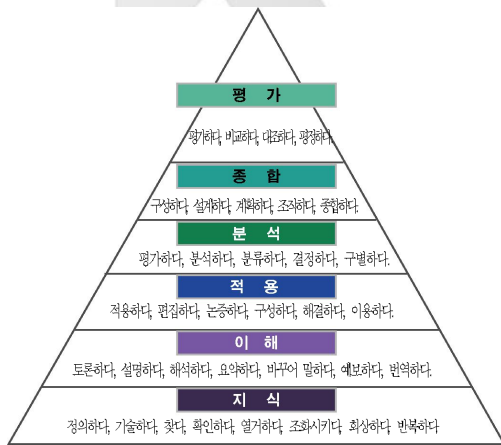 평 가
평가하다, 비교하다, 대조하다, 평정하다.
종 합
구성하다, 설계하다, 계획하다, 조직하다, 종합하다.
분 석
평가하다, 분석하다, 분류하다, 결정하다, 구별하다.
적 용
적용하다, 편집하다, 논증하다, 구성하다, 해결하다, 이용하다.
이 해
토론하다, 설명하다, 해석하다, 요약하다, 바꾸어 말하다, 예보하다, 번역하다.
지 식
정의하다, 기술하다, 찾다, 확인하다, 열거하다, 조화시키다, 회상하다, 반복하다